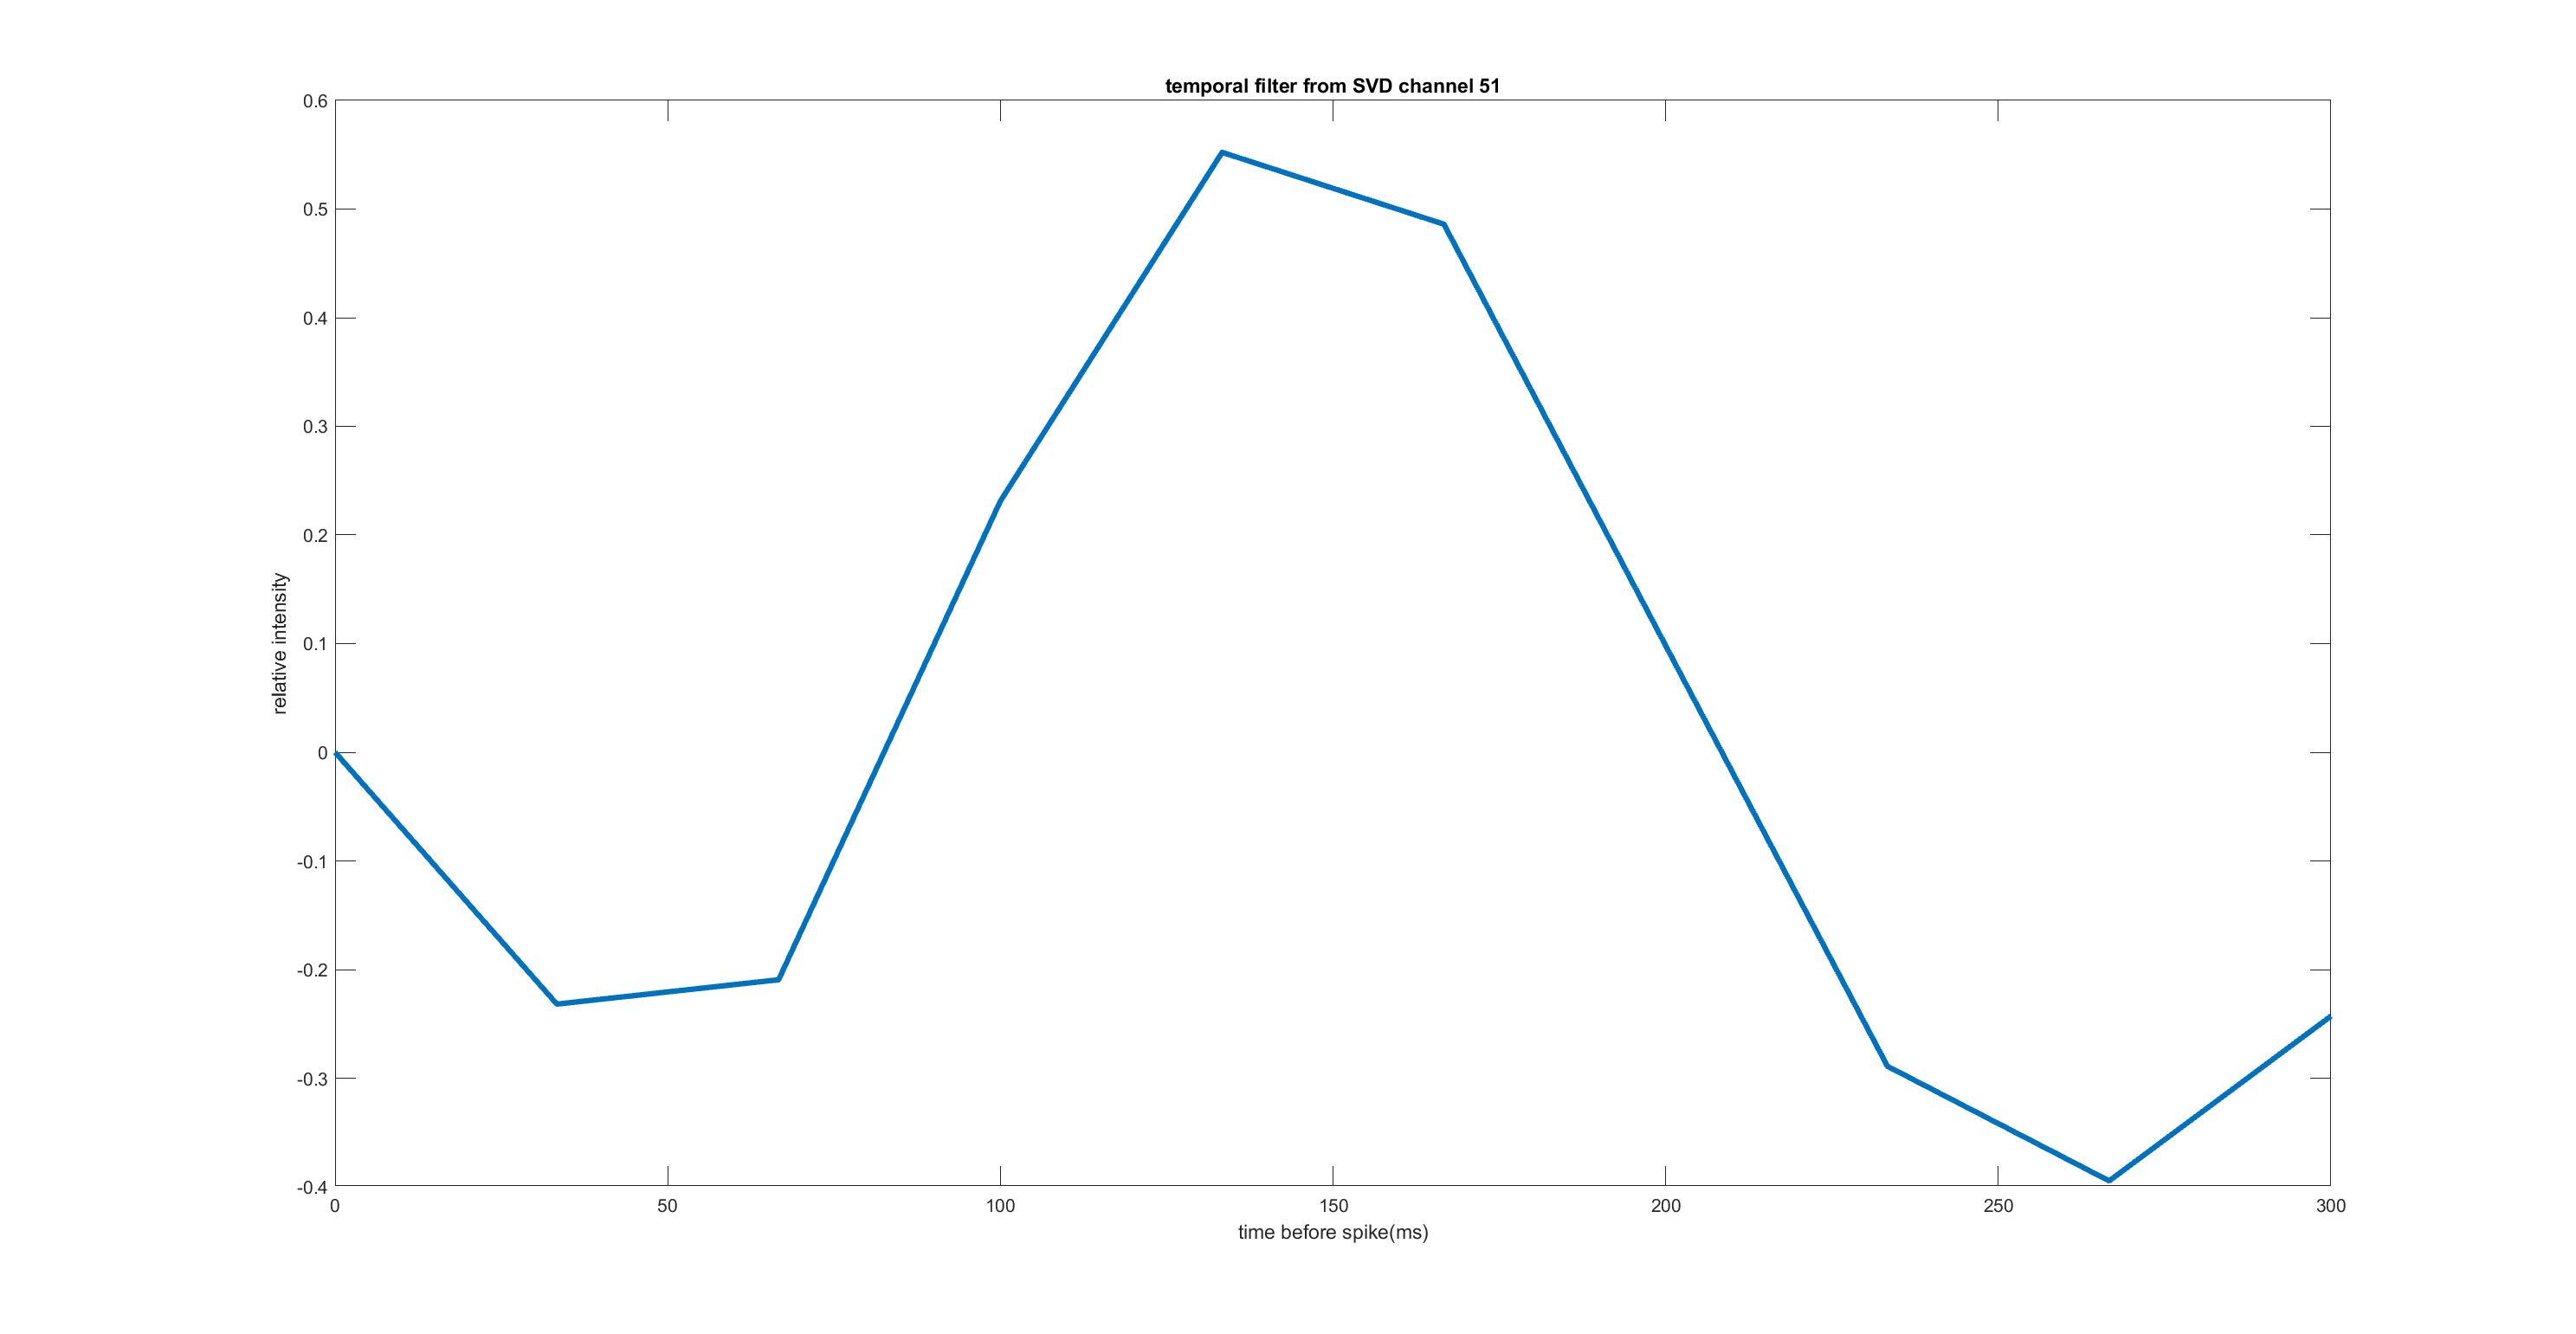 temporal filter from SVD channel 51
0.6
0.5
0.4
0.3
0.2
0.1
0
-0.1
-0.2
-0.3
-0.4
relative intensity
0 50 100 150 200 250 300
time before spike(ms)